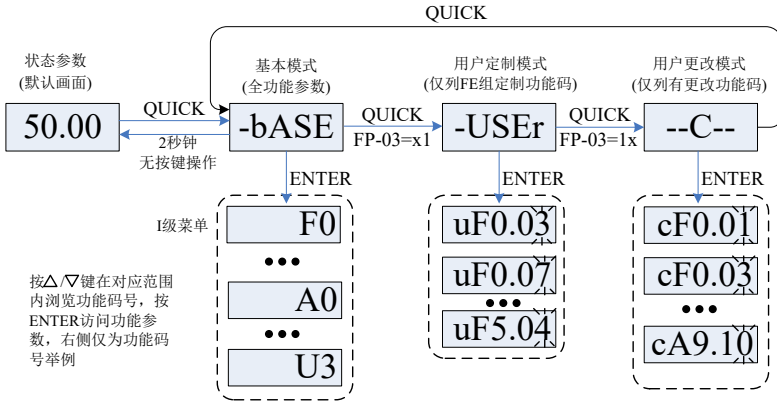 QUICK
状态参数
(默认画面)
基本模式
(全功能参数)
用户定制模式
(仅列FE组定制功能码)
用户更改模式
(仅列有更改功能码)
50.00
QUICK
2秒钟
无按键操作
-bASE
QUICK
FP-03=x1
-USEr
QUICK
FP-03=1x
--C--
ENTER
ENTER
ENTER
I级菜单
F0
•••
A0
•••
U3
uF0.03
uF0.07
•••
uF5.04
cF0.01
cF0.03
•••
cA9.10
按△/▽键在对应范围
内浏览功能码号，按
ENTER访问功能参
数，右侧仅为功能码
号举例